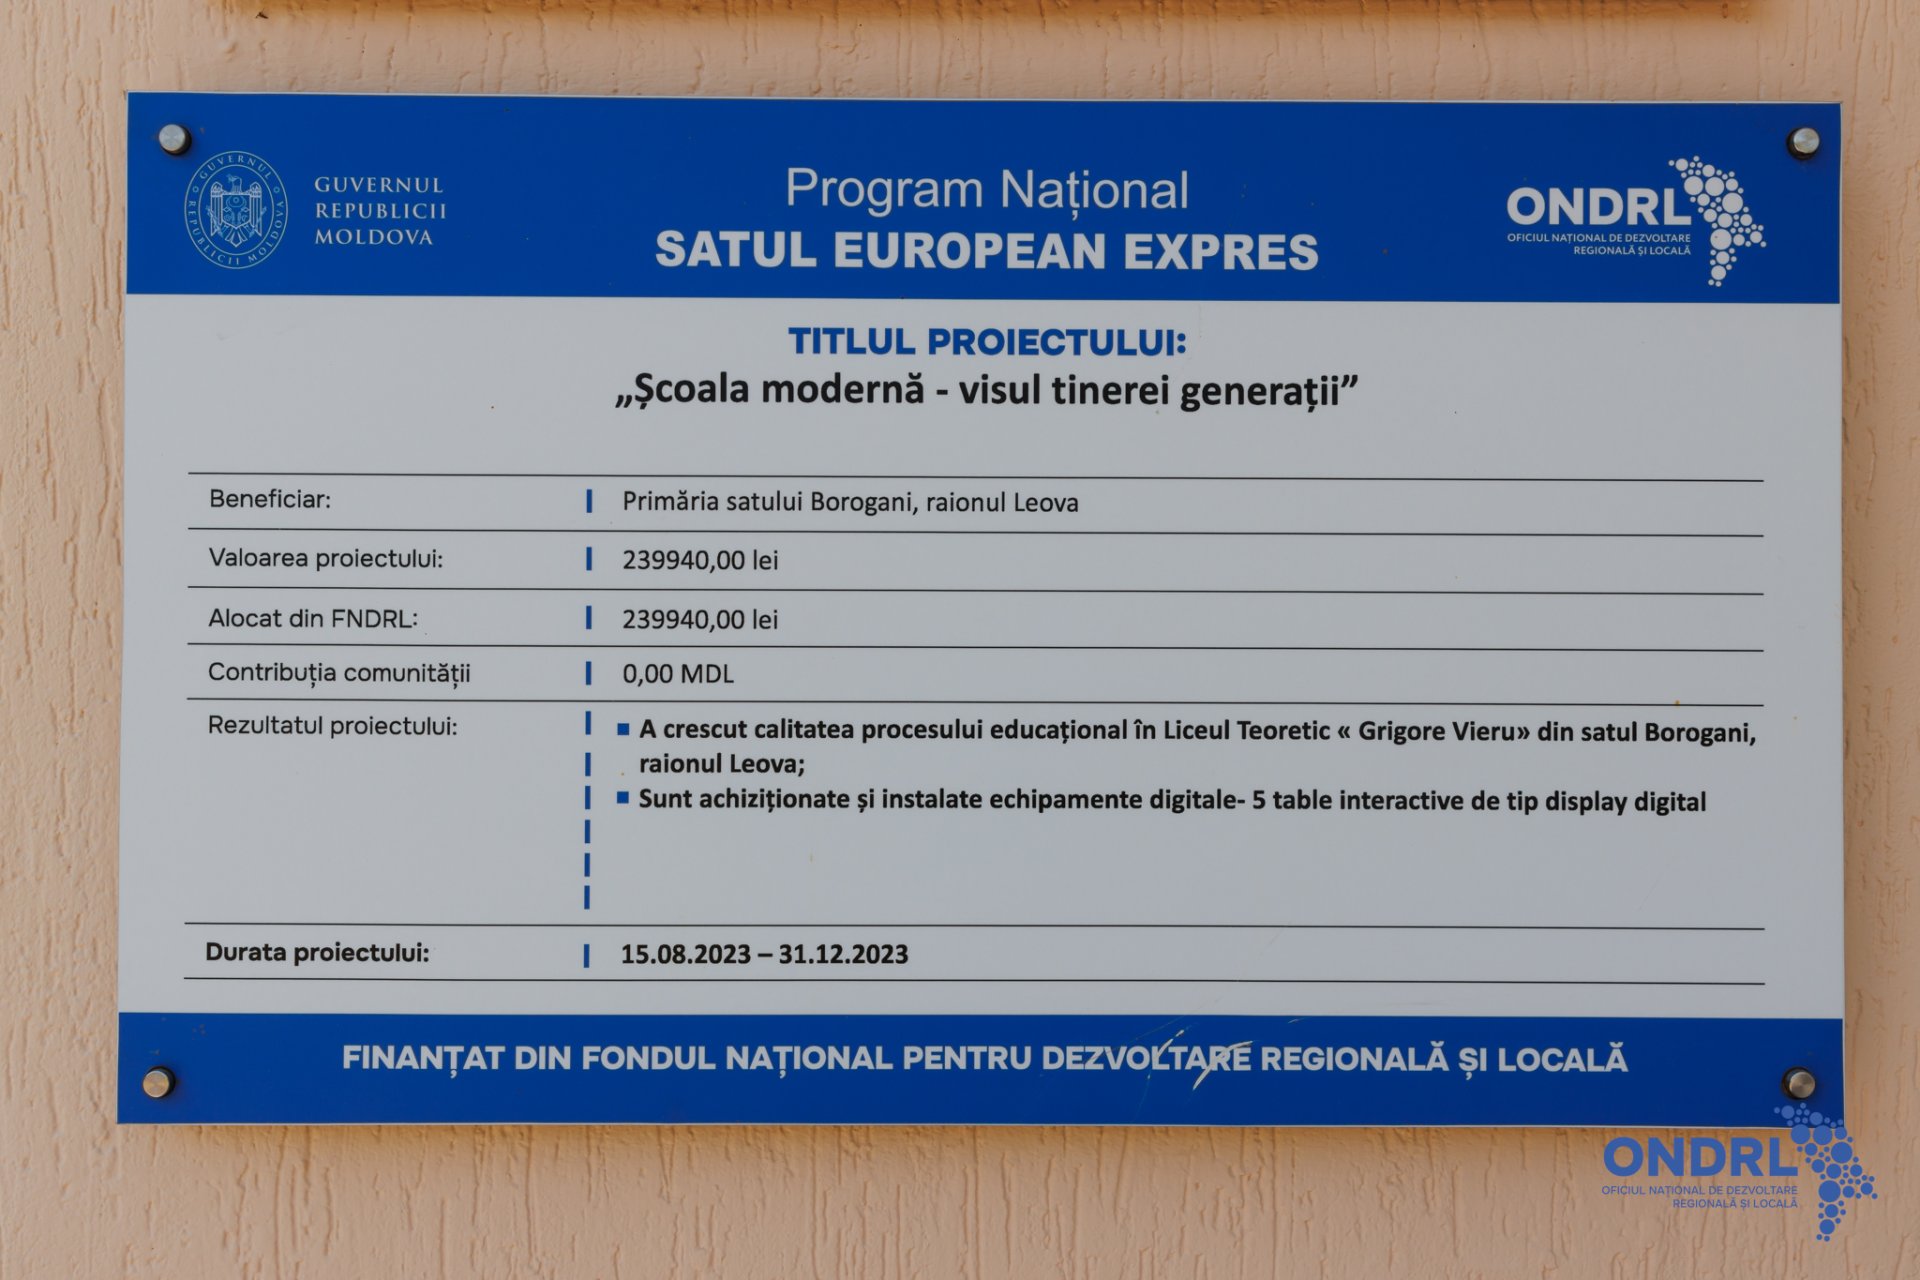 GUVERNUL REPUBLICII MOLDOVA
GUVERNUL
REPUBLICII
MOLDOVA
Program Național
SATUL EUROPEAN EXPRES
ONDRL
OFICIUL NAȚIONAL DE DEZVOLTARE
REGIONALĂ ȘI LOCALĂ
TITLUL PROIECTULUI:
„Școala modernă - visul tinerei generații”
Beneficiar: Primăria satului Borogani, raionul Leova
Valoarea proiectului: 239940,00 lei
Alocat din FNDRL: 239940,00 lei
Contribuția comunității 0,00 MDL
Rezultatul proiectului: ▪ A crescut calitatea procesului educațional în Liceul Teoretic « Grigore Vieru» din satul Borogani,
raionul Leova;
▪ Sunt achiziționate și instalate echipamente digitale- 5 table interactive de tip display digital
Durata proiectului: 15.08.2023 – 31.12.2023
FINANȚAT DIN FONDUL NAȚIONAL PENTRU DEZVOLTARE REGIONALĂ ȘI LOCALĂ
ONDRL
OFICIUL NAȚIONAL DE DEZVOLTARE
REGIONALĂ ȘI LOCALĂ